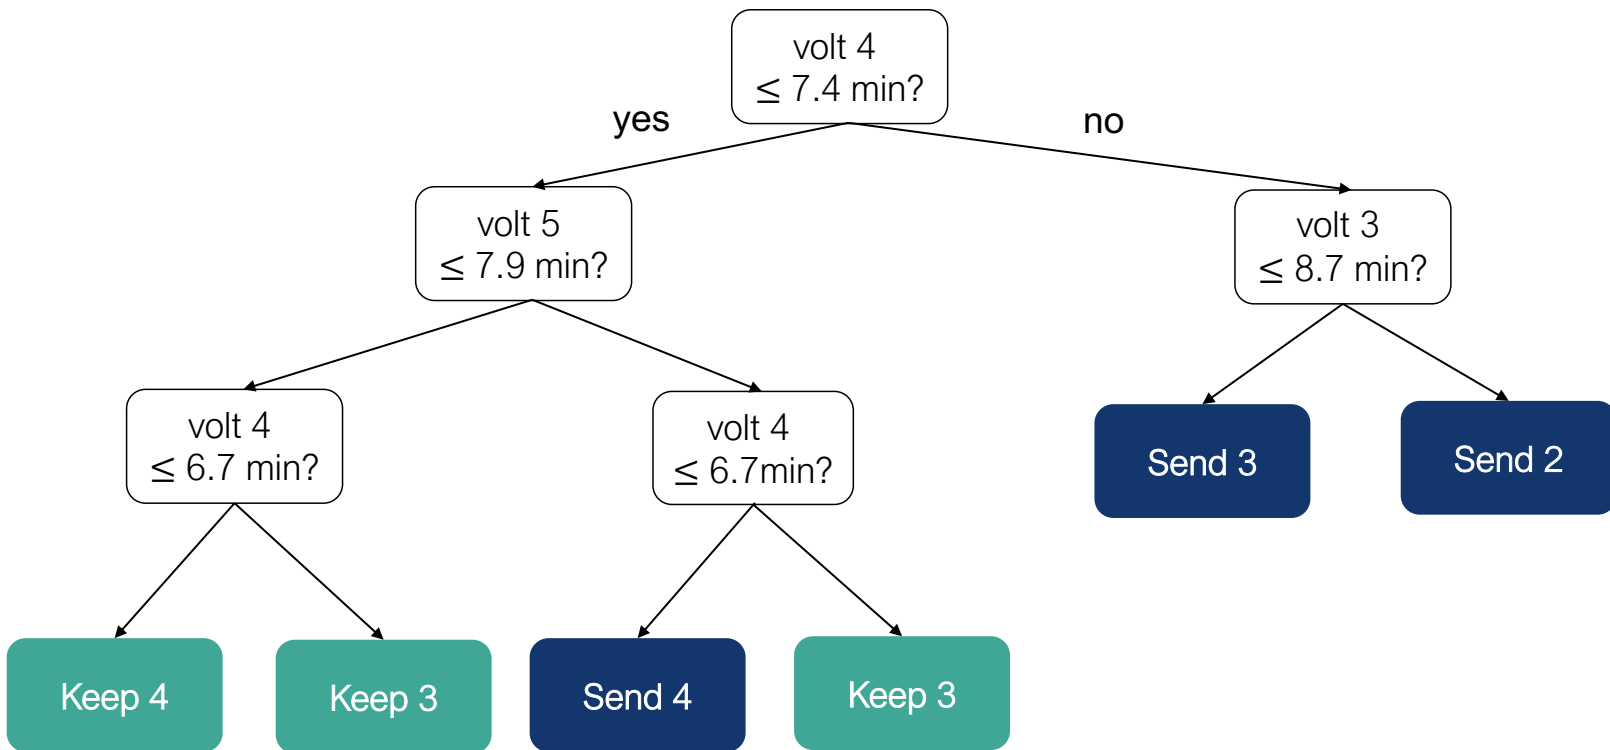 volt 4
≤ 7.4 min?
yes
no
volt 5
≤ 7.9 min?
volt 3
≤ 8.7 min?
volt 4
≤ 6.7 min?
volt 4
≤ 6.7min?
Send 3
Send 2
Keep 4
Keep 3
Send 4
Keep 3